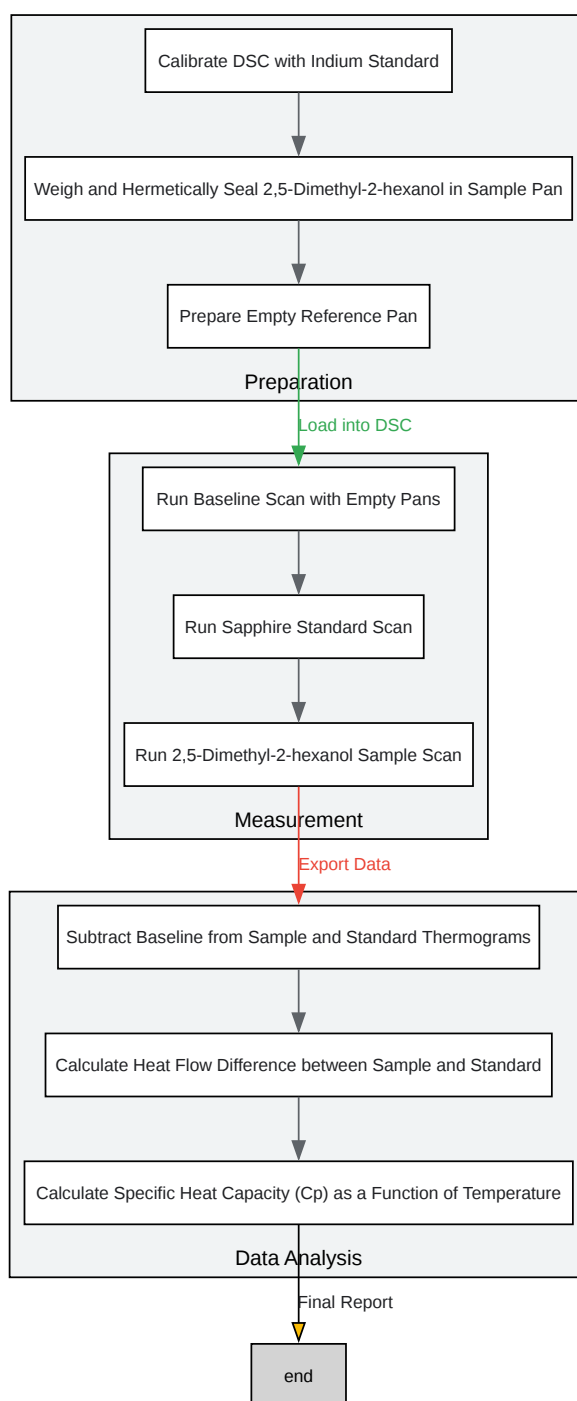 Calibrate DSC with Indium Standard
Weigh and Hermetically Seal 2,5-Dimethyl-2-hexanol in Sample Pan
Prepare Empty Reference Pan
Preparation
Load into DSC
Run Baseline Scan with Empty Pans
Run Sapphire Standard Scan
Run 2,5-Dimethyl-2-hexanol Sample Scan
Measurement
Export Data
Subtract Baseline from Sample and Standard Thermograms
Calculate Heat Flow Difference between Sample and Standard
Calculate Specific Heat Capacity (Cp) as a Function of Temperature
Data Analysis
Final Report
end